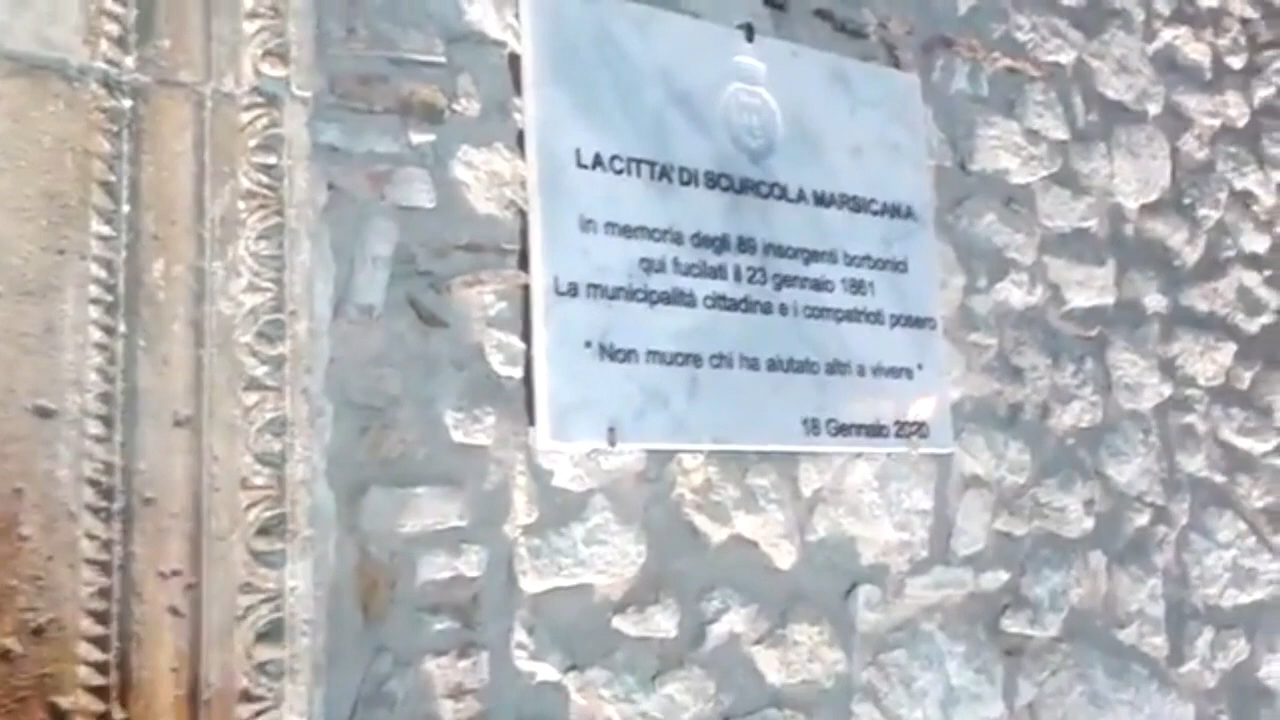 LA CITTA' DI SCURCOLA MARSICANA
In memoria degli 89 insorgenti borbonici
qui fucilati il 23 gennaio 1861
La municipalità cittadina e i compatrioti posero
" Non muore chi ha aiutato altri a vivere "
18 Gennaio 2020